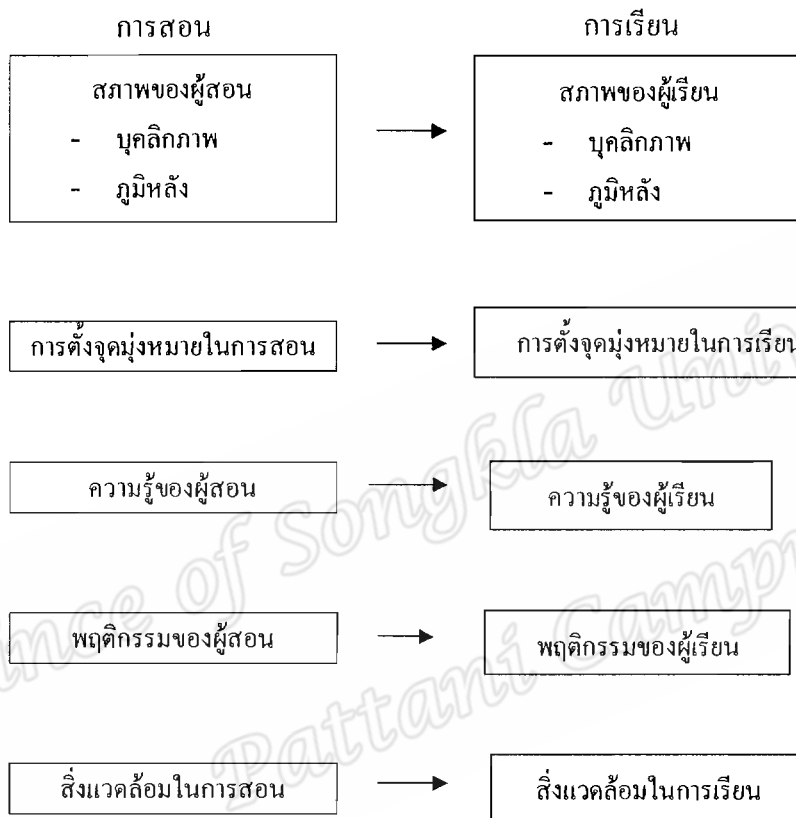 การสอน
การเรียน
สภาพของผู้สอน
- บุคลิกภาพ
- ภูมิหลัง
สภาพของผู้เรียน
- บุคลิกภาพ
- ภูมิหลัง
การตั้งจุดมุ่งหมายในการสอน
การตั้งจุดมุ่งหมายในการเรียน
ความรู้ของผู้สอน
ความรู้ของผู้เรียน
พฤติกรรมของผู้สอน
พฤติกรรมของผู้เรียน
สิ่งแวดล้อมในการสอน
สิ่งแวดล้อมในการเรียน
of Songkla
Pattani